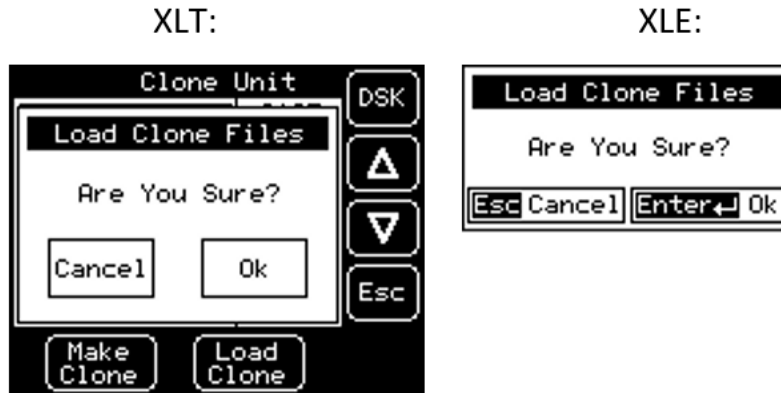 XLT:
Clone Unit
DSK
Load Clone Files
Are You Sure?
Cancel
Ok
Esc
Make
Clone
Load
Clone
XLE:
Load Clone Files
Are You Sure?
Esc Cancel Enter↵ Ok